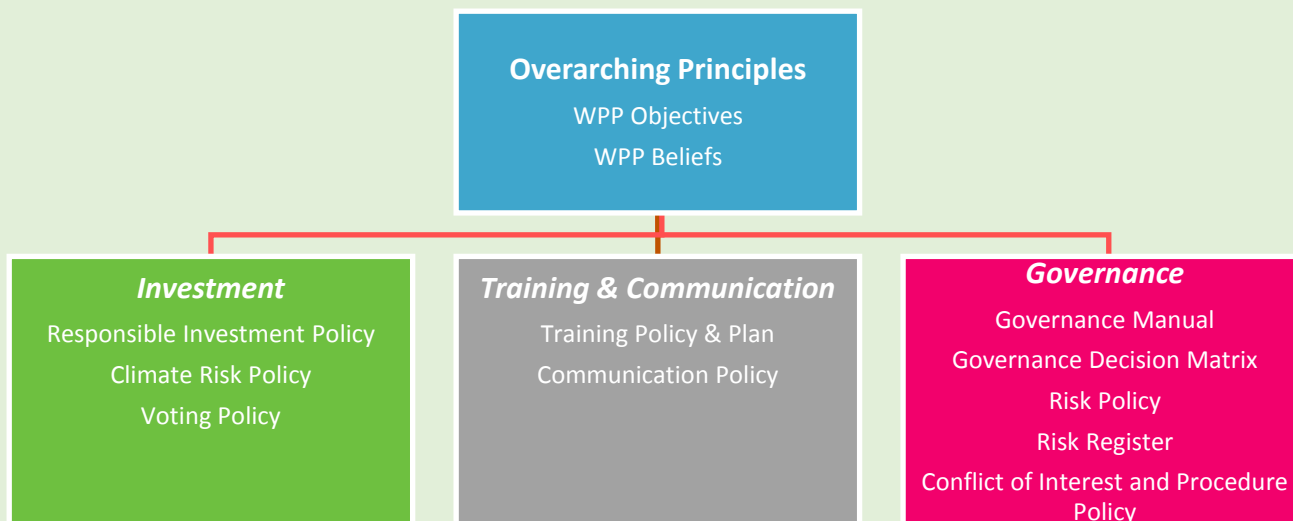 Overarching Principles
WPP Objectives
WPP Beliefs
Investment
Responsible Investment Policy
Climate Risk Policy
Voting Policy
Training & Communication
Training Policy & Plan
Communication Policy
Governance
Governance Manual
Governance Decision Matrix
Risk Policy
Risk Register
Conflict of Interest and Procedure
Policy